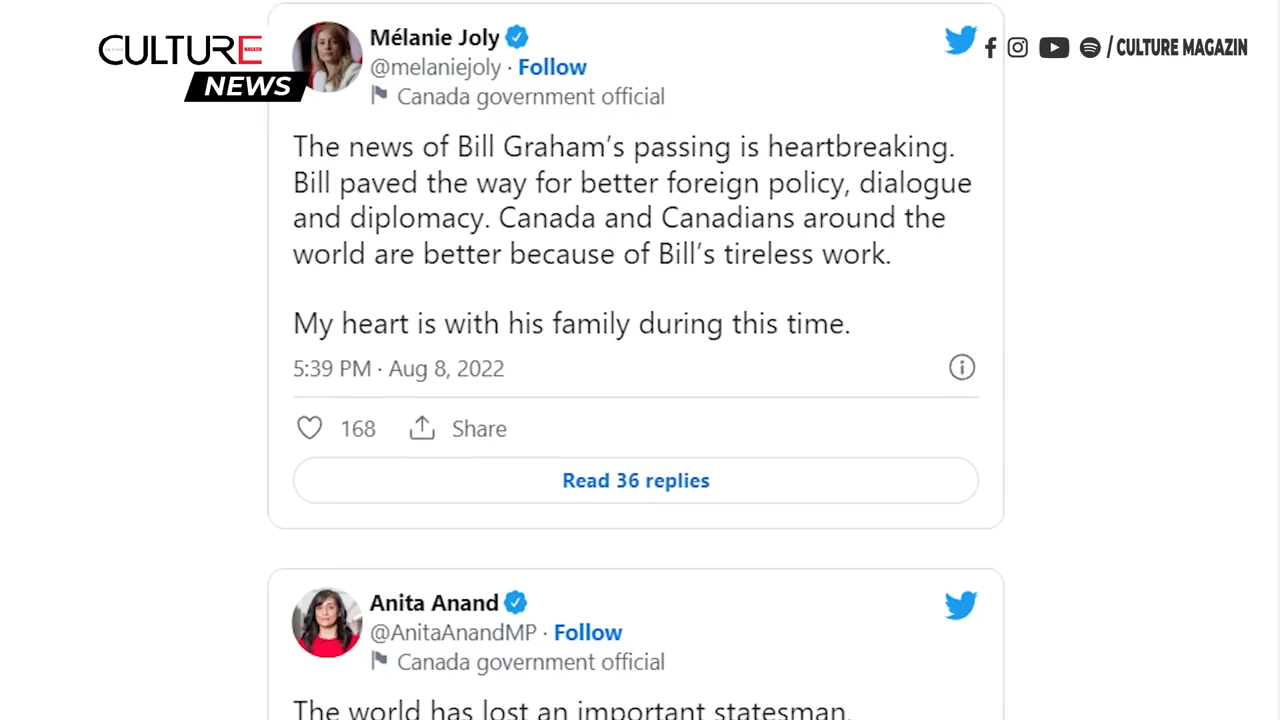 CULTURE
MAGAZIN
NEWS
/ CULTURE MAGAZIN
Mélanie Joly
@melaniejoly · Follow
Canada government official
The news of Bill Graham’s passing is heartbreaking.
Bill paved the way for better foreign policy, dialogue
and diplomacy. Canada and Canadians around the
world are better because of Bill’s tireless work.
My heart is with his family during this time.
5:39 PM · Aug 8, 2022
168 Share
Read 36 replies
Anita Anand
@AnitaAnandMP · Follow
Canada government official
The world has lost an important statesman.